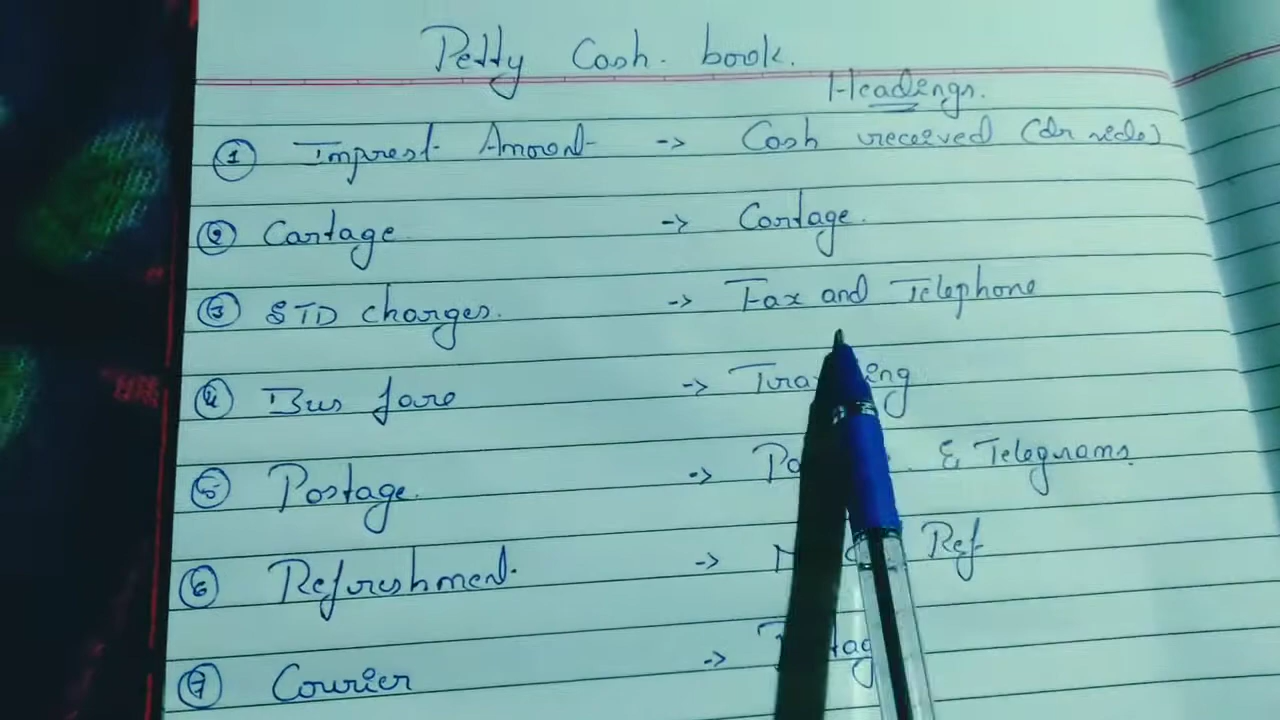 Petty Cash. book.
Headings.
① Imprest Amount -> Cash received (dr side)
② Cartage. -> Cartage.
③ STD charges. -> Fax and Telephone
④ Bus fare ->
⑤ Postage. -> & Telegrams.
⑥ Refreshment. -> Ref
⑦ Courier ->